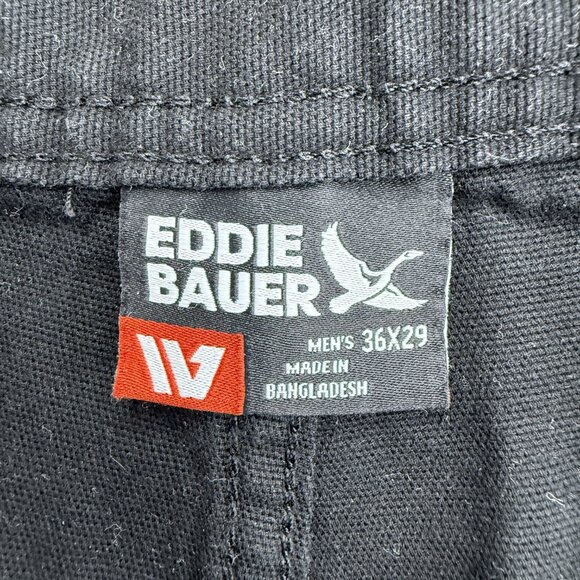 EDDIE
BAUER
MEN'S 36X29
MADE IN
BANGLADESH